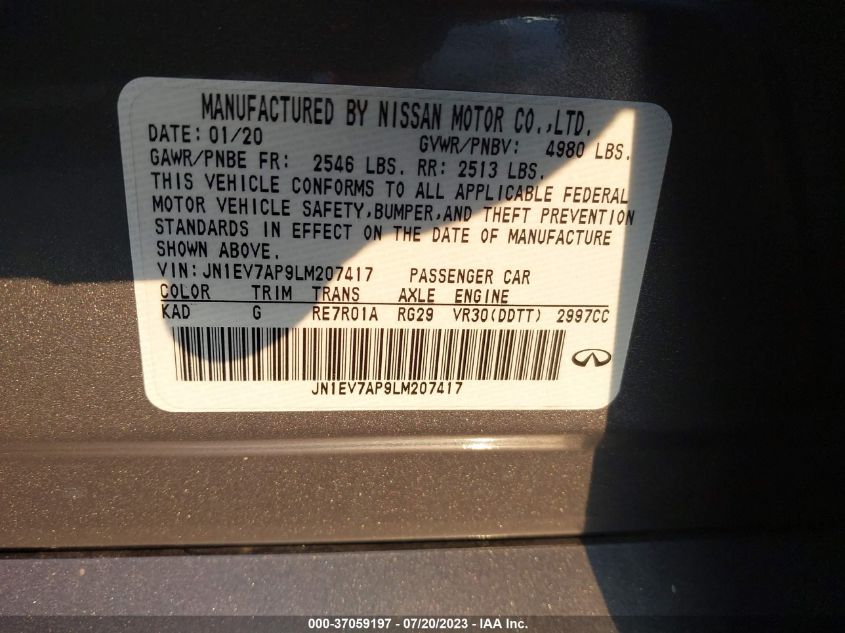 MANUFACTURED BY NISSAN MOTOR CO.,LTD.
DATE: 01/20 GVWR/PNBV: 4980 LBS.
GAWR/PNBE FR: 2546 LBS. RR: 2513 LBS.
THIS VEHICLE CONFORMS TO ALL APPLICABLE FEDERAL
MOTOR VEHICLE SAFETY,BUMPER,AND THEFT PREVENTION
STANDARDS IN EFFECT ON THE DATE OF MANUFACTURE
SHOWN ABOVE.
VIN:JN1EV7AP9LM207417 PASSENGER CAR
COLOR TRIM TRANS AXLE ENGINE
KAD G RE7R01A RG29 VR30(DDTT) 2997CC
JN1EV7AP9LM207417
000-37059197 - 07/20/2023 - IAA Inc.